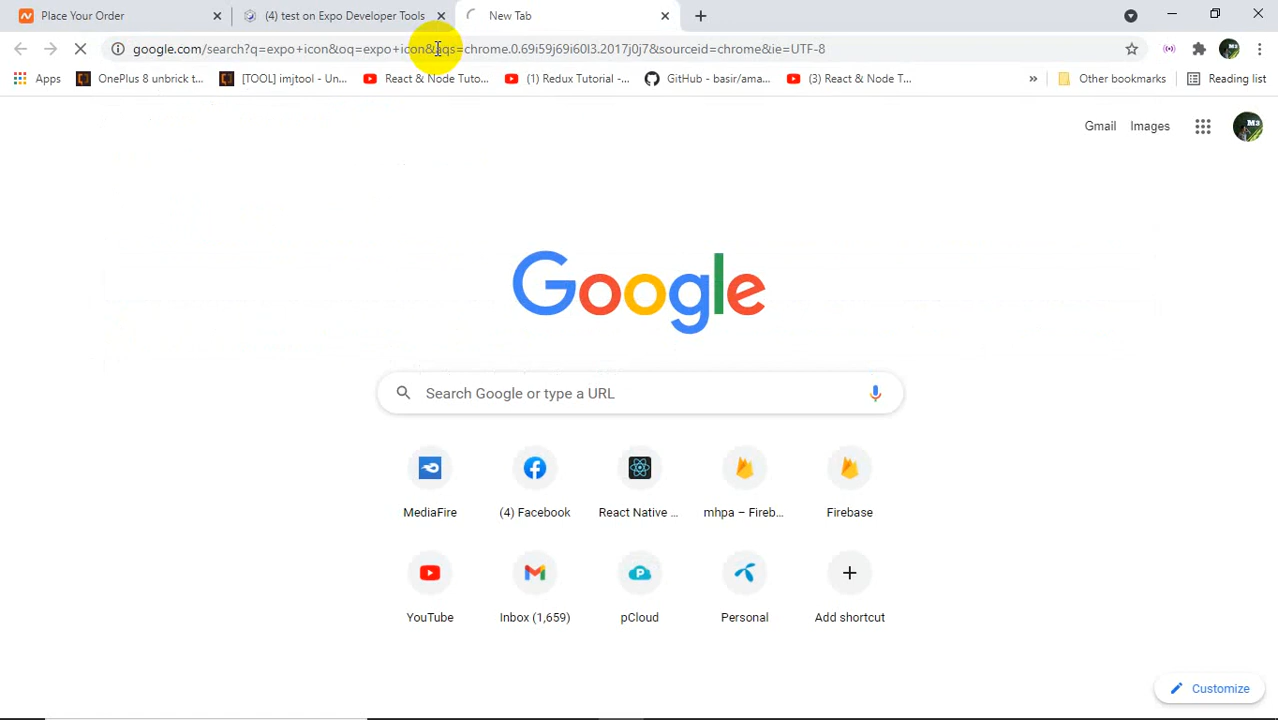 Place Your Order
(4) test on Expo Developer Tools
New Tab
google.com/search?q=expo+icon&oq=expo+icon&aqs=chrome.0.69i59j69i60l3.2017j0j7&sourceid=chrome&ie=UTF-8
Apps
OnePlus 8 unbrick t...
[TOOL] imjtool - Un...
React & Node Tuto...
(1) Redux Tutorial -...
GitHub - basir/ama...
(3) React & Node T...
»
Other bookmarks
Reading list
Gmail
Images
M3
Google
Search Google or type a URL
MediaFire
(4) Facebook
React Native ...
mhpa – Fireb...
Firebase
YouTube
Inbox (1,659)
pCloud
Personal
Add shortcut
Customize